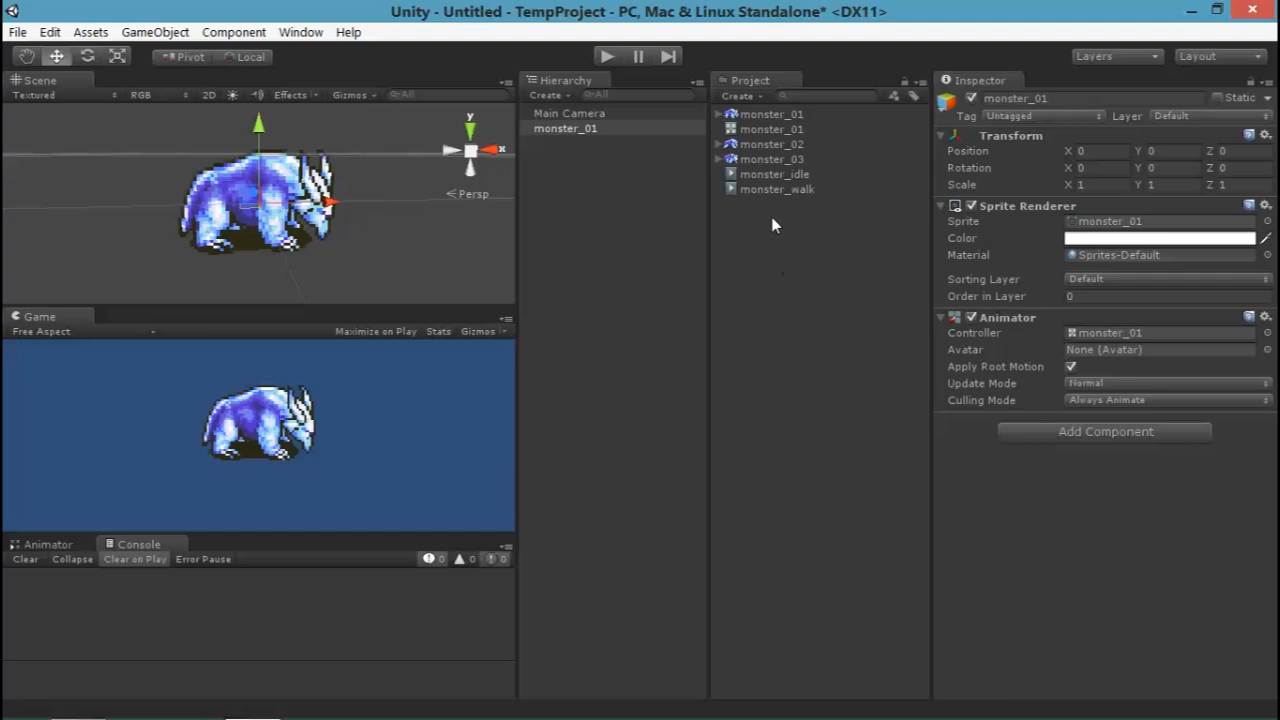 Unity - Untitled - TempProject - PC, Mac & Linux Standalone* <DX11>
File Edit Assets GameObject Component Window Help
Pivot Local Layers Layout
Scene
Textured RGB 2D Effects Gizmos All
y
x
Persp
Game
Free Aspect Maximize on Play Stats Gizmos
Animator Console
Clear Collapse Clear on Play Error Pause 0 0 0
Hierarchy
Create All
Main Camera
monster_01
Project
Create
monster_01
monster_01
monster_02
monster_03
monster_idle
monster_walk
Inspector
monster_01 Static
Tag Untagged Layer Default
Transform
Position X 0 Y 0 Z 0
Rotation X 0 Y 0 Z 0
Scale X 1 Y 1 Z 1
Sprite Renderer
Sprite monster_01
Color
Material Sprites-Default
Sorting Layer Default
Order in Layer 0
Animator
Controller monster_01
Avatar None (Avatar)
Apply Root Motion
Update Mode Normal
Culling Mode Always Animate
Add Component